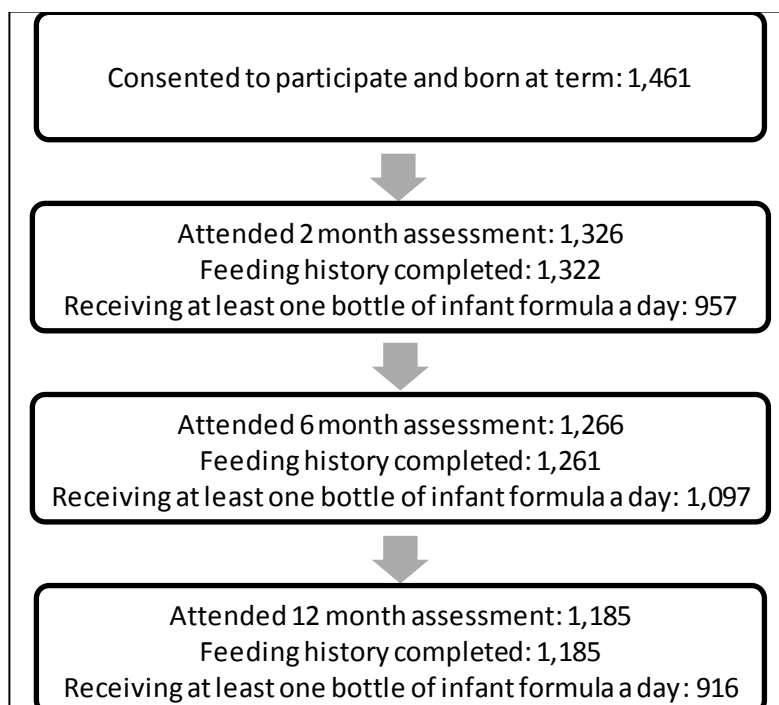 Consented to participate and born at term: 1,461
Attended 2 month assessment: 1,326
Feeding history completed: 1,322
Receiving at least one bottle of infant formula a day: 957
Attended 6 month assessment: 1,266
Feeding history completed: 1,261
Receiving at least one bottle of infant formula a day: 1,097
Attended 12 month assessment: 1,185
Feeding history completed: 1,185
Receiving at least one bottle of infant formula a day: 916